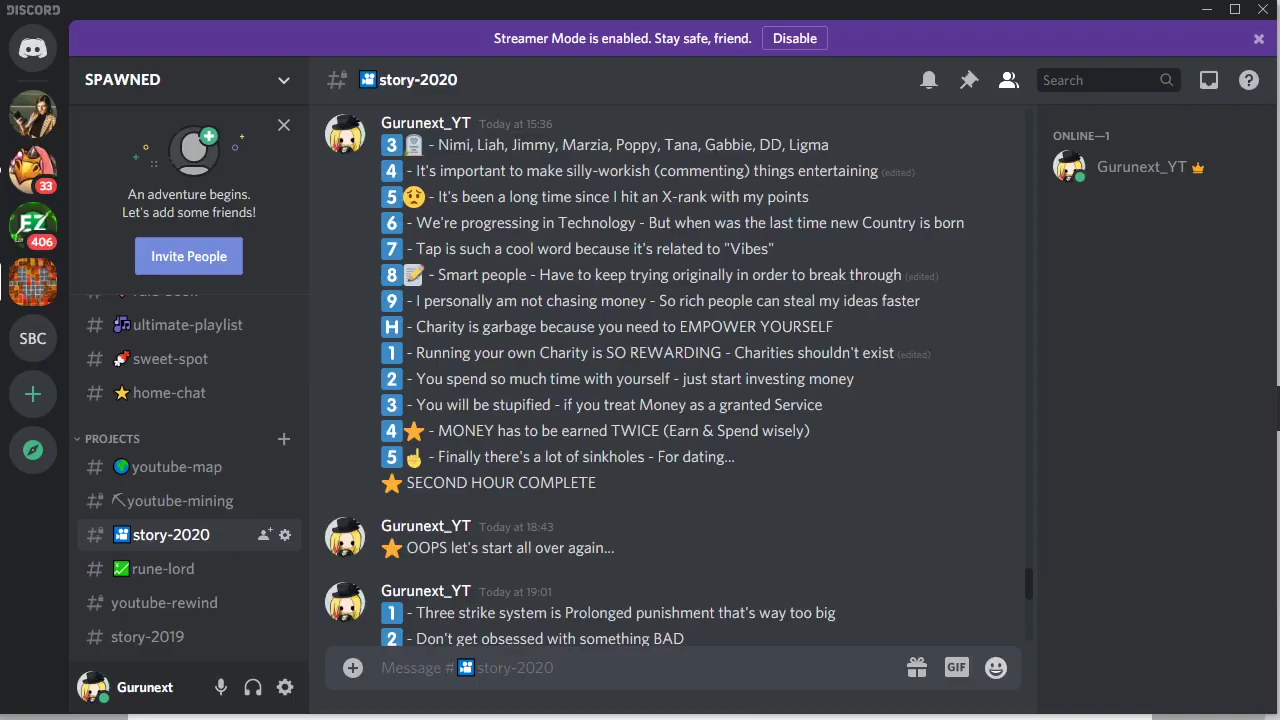 DISCORD
Streamer Mode is enabled. Stay safe, friend. Disable
SPAWNED
story-2020
Search
An adventure begins.
Let's add some friends!
Invite People
33
EZ
406
SBC
ultimate-playlist
sweet-spot
home-chat
PROJECTS
youtube-map
youtube-mining
story-2020
rune-lord
youtube-rewind
story-2019
Gurunext
Gurunext_YT Today at 15:36
3 - Nimi, Liah, Jimmy, Marzia, Poppy, Tana, Gabbie, DD, Ligma
4 - It's important to make silly-workish (commenting) things entertaining (edited)
5 - It's been a long time since I hit an X-rank with my points
6 - We're progressing in Technology - But when was the last time new Country is born
7 - Tap is such a cool word because it's related to "Vibes"
8 - Smart people - Have to keep trying originally in order to break through (edited)
9 - I personally am not chasing money - So rich people can steal my ideas faster
H - Charity is garbage because you need to EMPOWER YOURSELF
1 - Running your own Charity is SO REWARDING - Charities shouldn't exist (edited)
2 - You spend so much time with yourself - just start investing money
3 - You will be stupified - if you treat Money as a granted Service
4 - MONEY has to be earned TWICE (Earn & Spend wisely)
5 - Finally there's a lot of sinkholes - For dating...
SECOND HOUR COMPLETE
Gurunext_YT Today at 18:43
OOPS let's start all over again...
Gurunext_YT Today at 19:01
1 - Three strike system is Prolonged punishment that's way too big
2 - Don't get obsessed with something BAD
Message # story-2020
GIF
ONLINE—1
Gurunext_YT